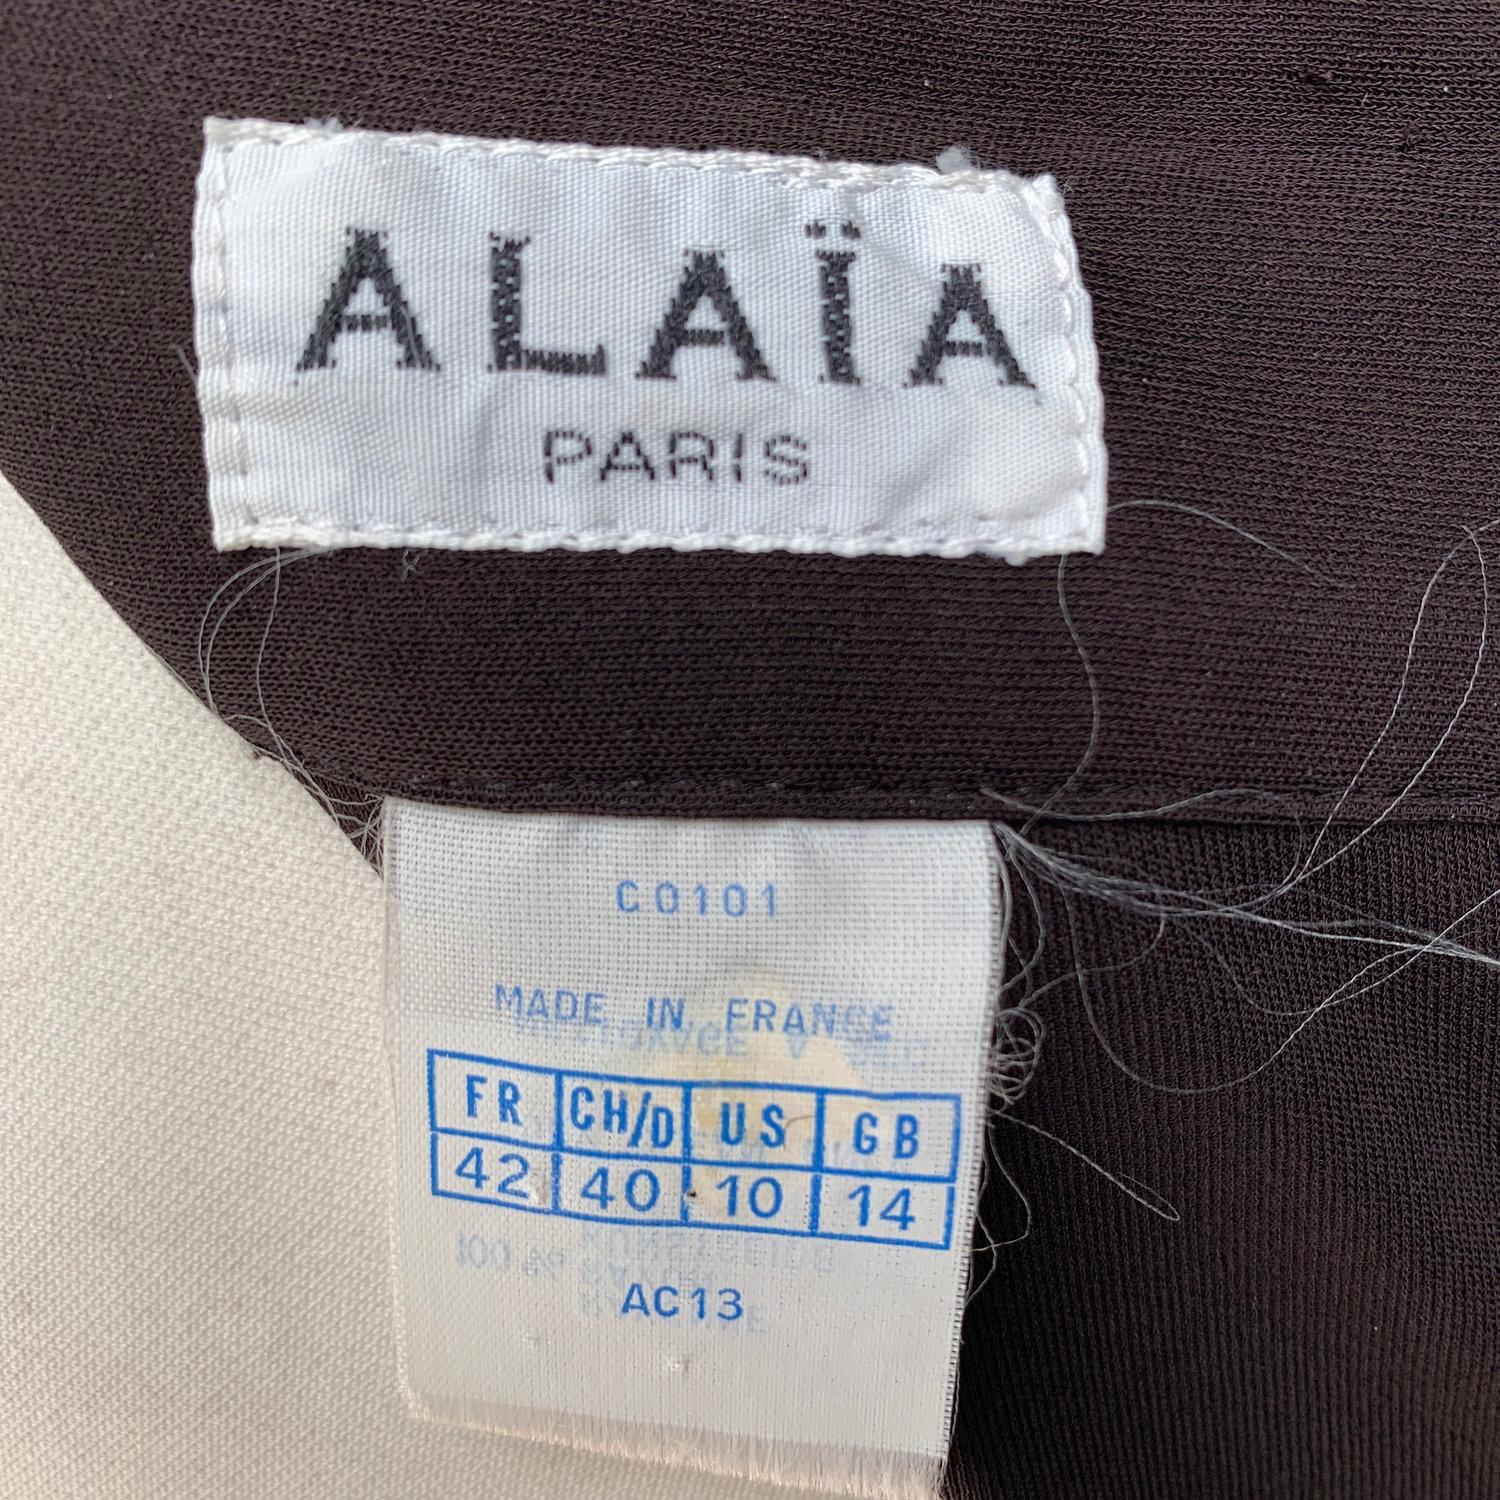 ALAÏA
PARIS
C0101
MADE IN FRANCE
FR CH/D US GB
42 40 10 14
AC13